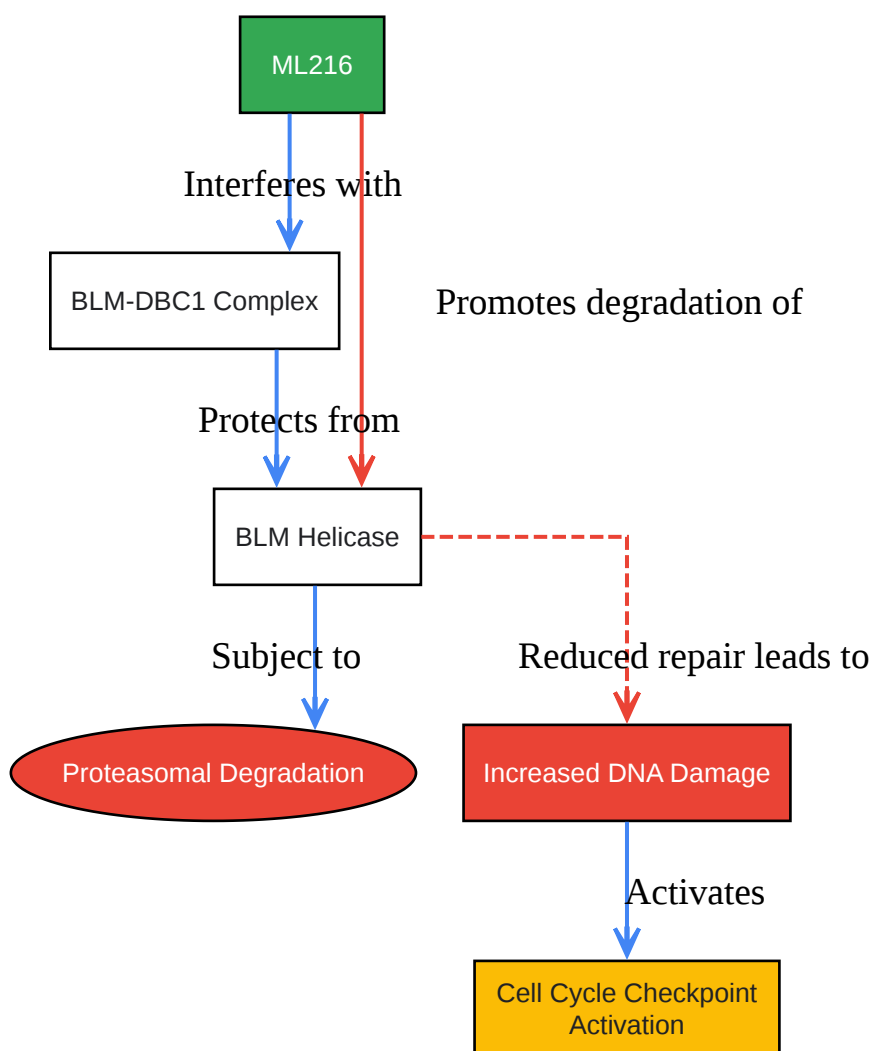 ML216
Interferes with
BLM-DBC1 Complex
Promotes degradation of
Protects from
BLM Helicase
Subject to
Reduced repair leads to
Proteasomal Degradation
Increased DNA Damage
Activates
Cell Cycle Checkpoint
Activation